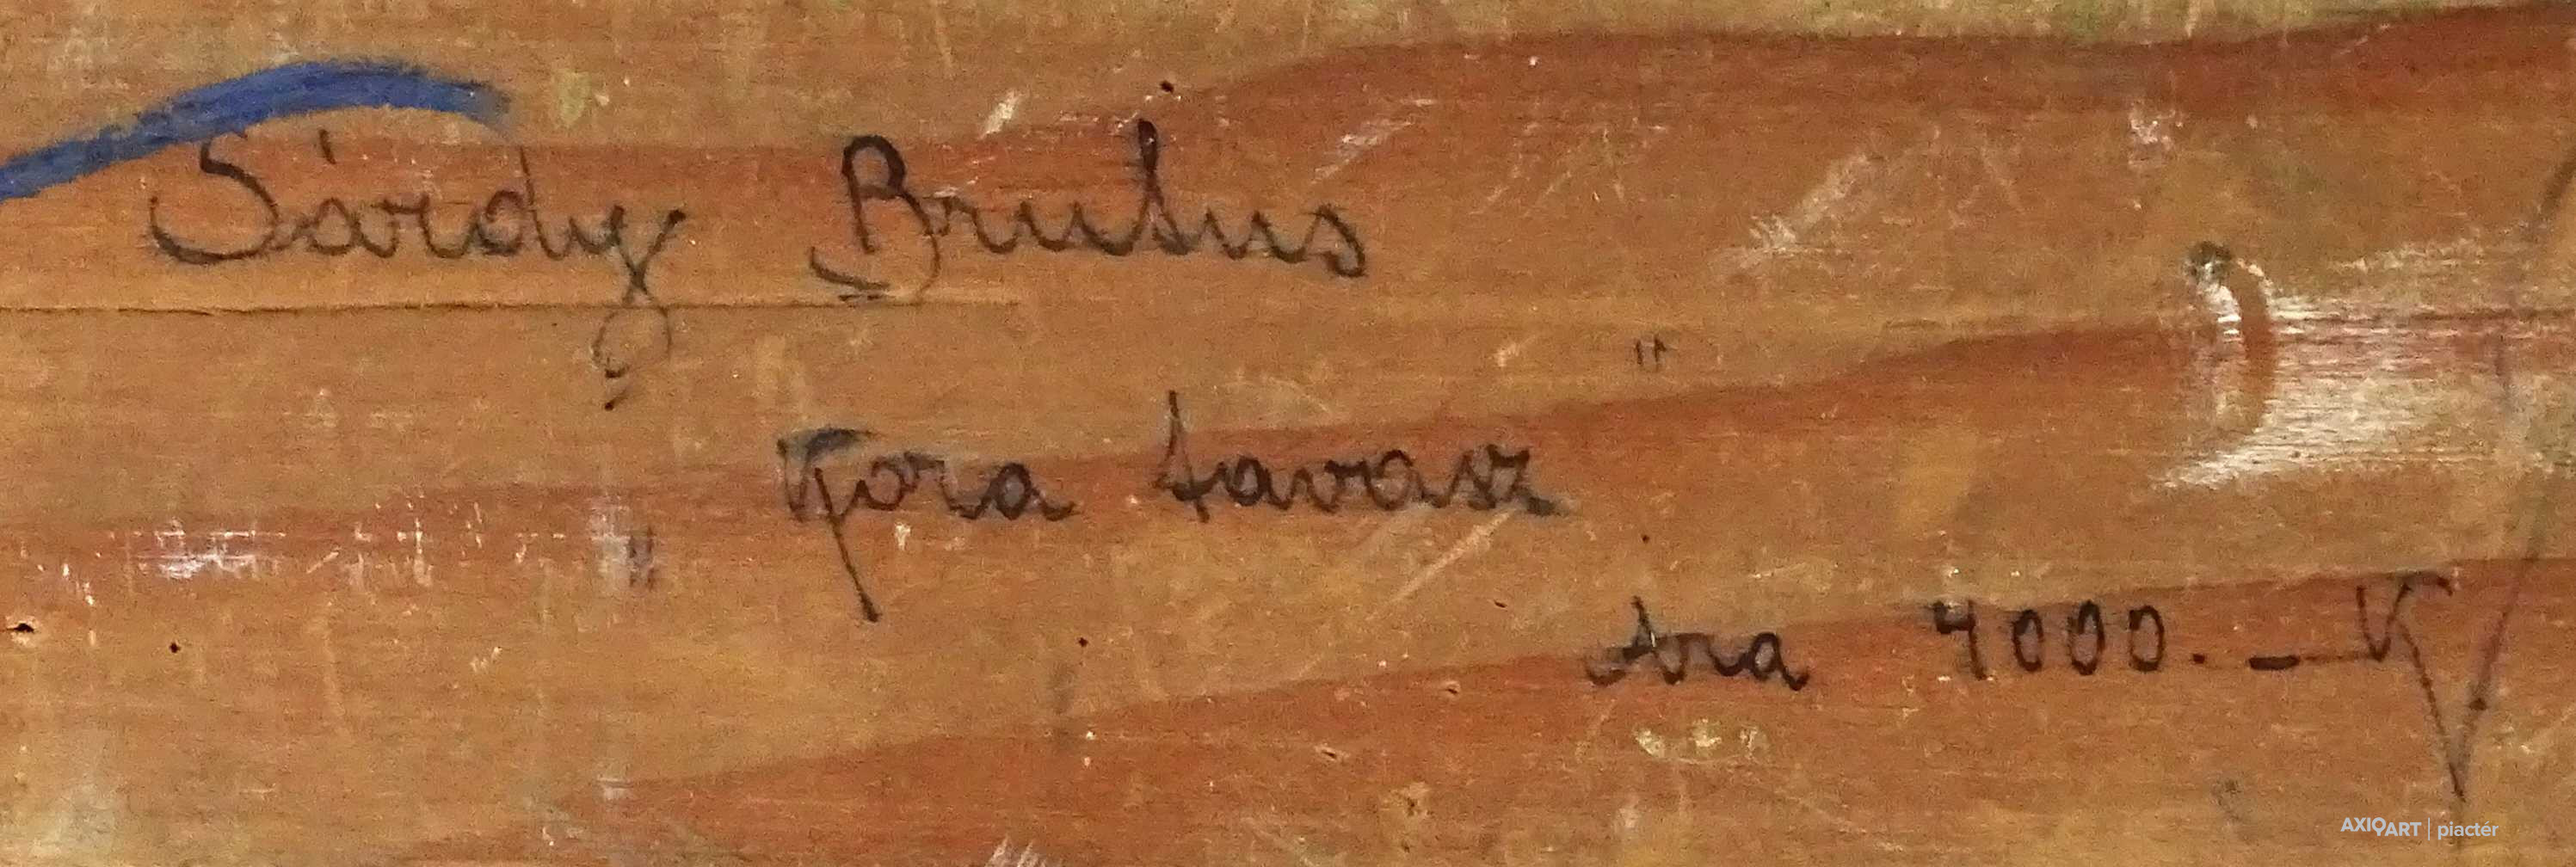 Sárdy Brutus
"Kora tavasz"
Ára 4000.-K
AXIOART | piactér